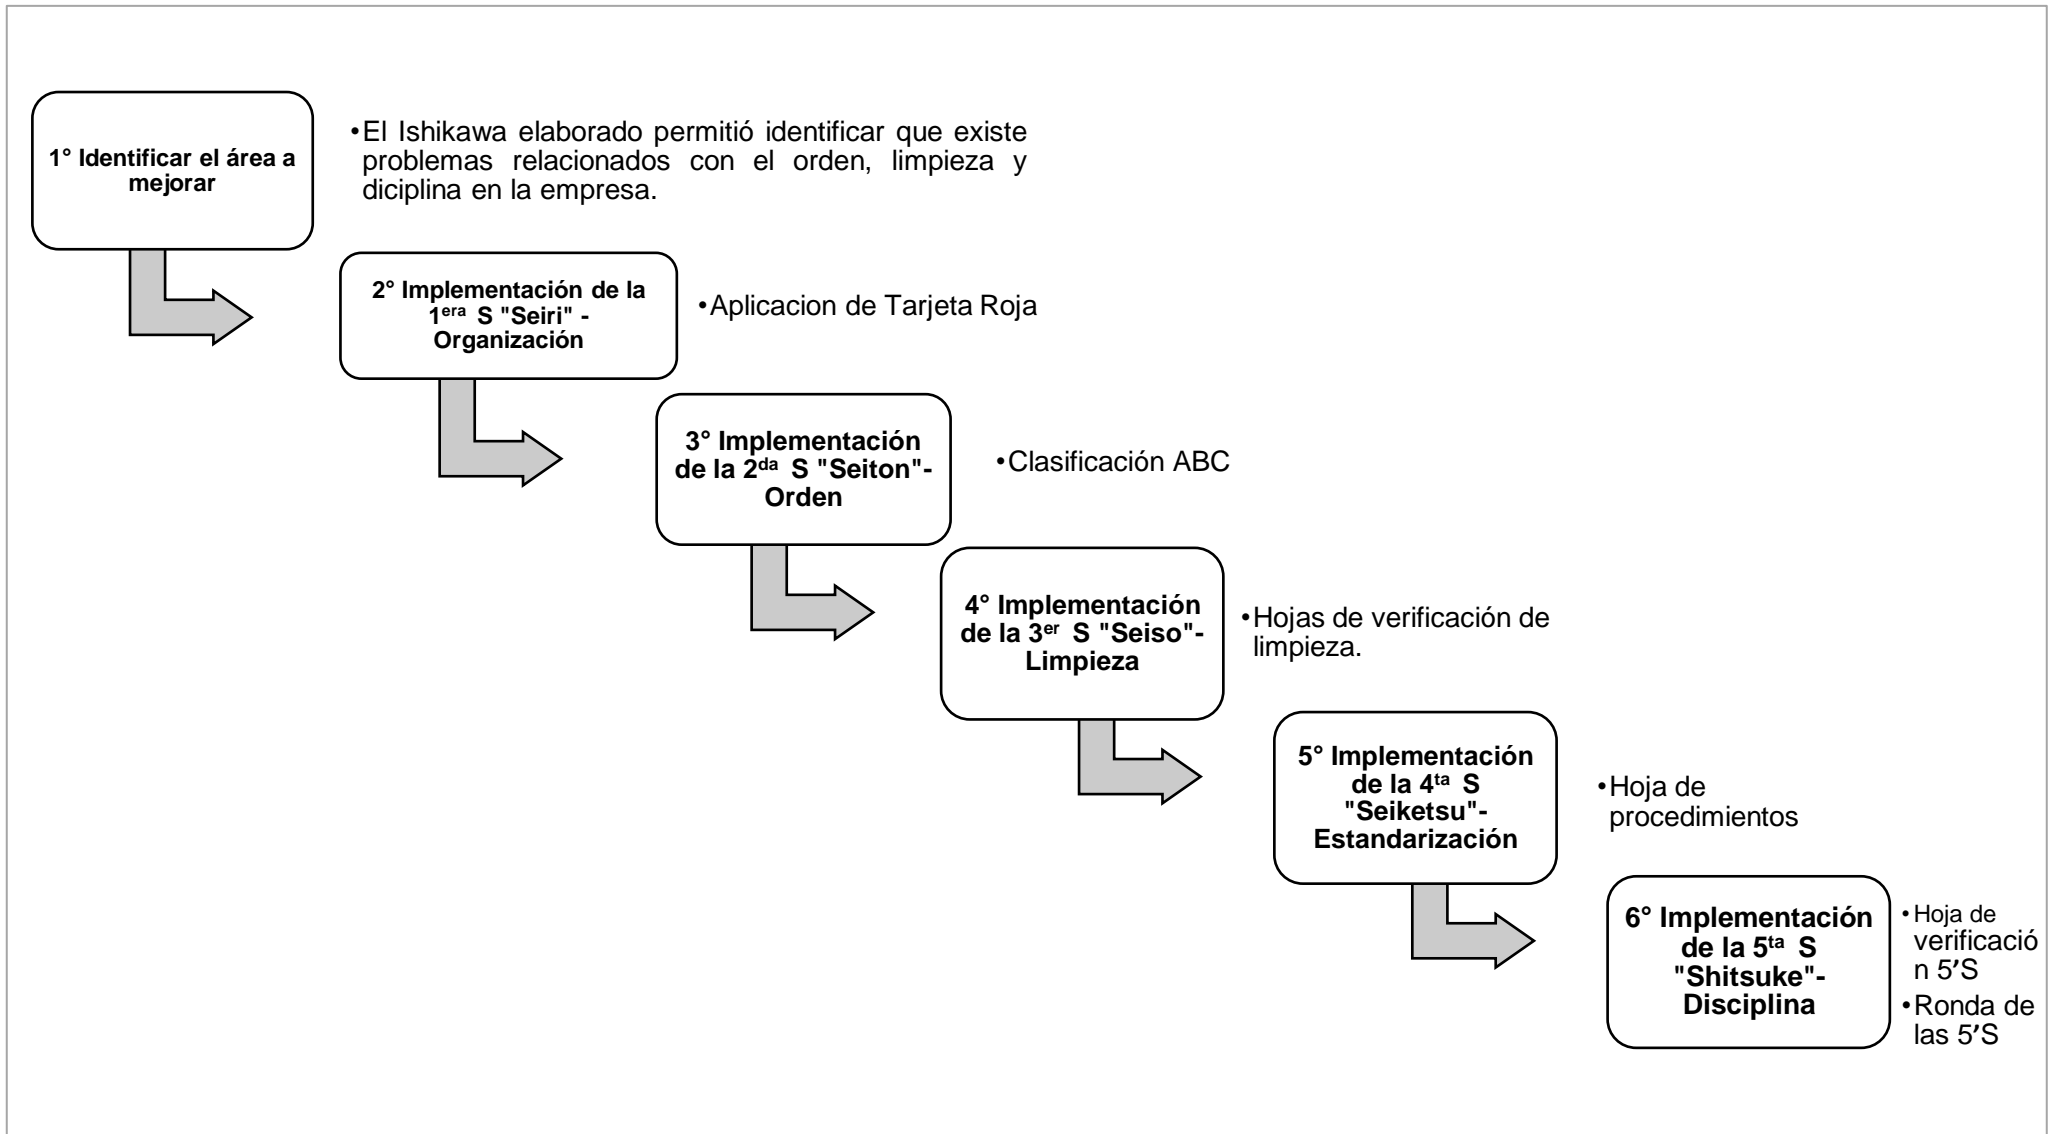 1° Identificar el área a
mejorar
•El Ishikawa elaborado permitió identificar que existe
problemas relacionados con el orden, limpieza y
diciplina en la empresa.
2° Implementación de la
1era S "Seiri" -
Organización
•Aplicacion de Tarjeta Roja
3° Implementación
de la 2da S "Seiton"-
Orden
•Clasificación ABC
4° Implementación
de la 3er S "Seiso"-
Limpieza
•Hojas de verificación de
limpieza.
5° Implementación
de la 4ta S
"Seiketsu"-
Estandarización
•Hoja de
procedimientos
6° Implementación
de la 5ta S
"Shitsuke"-
Disciplina
•Hoja de
verificació
n 5’S
•Ronda de
las 5’S